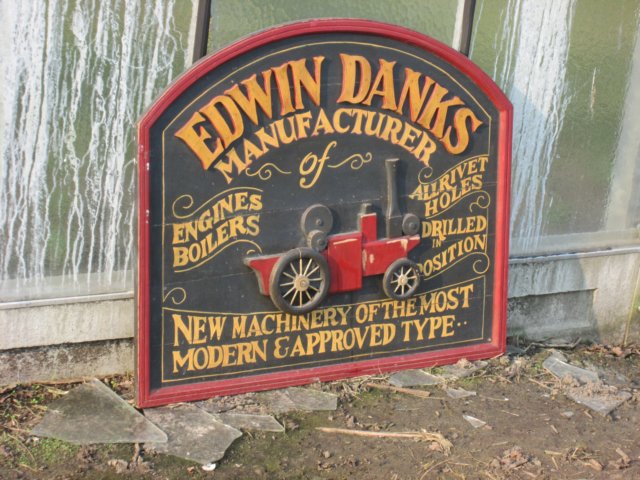 EDWIN DANKS
MANUFACTURER
of
ENGINES
BOILERS
ALL RIVET
HOLES
DRILLED
IN
POSITION
NEW MACHINERY OF THE MOST
MODERN & APPROVED TYPE..